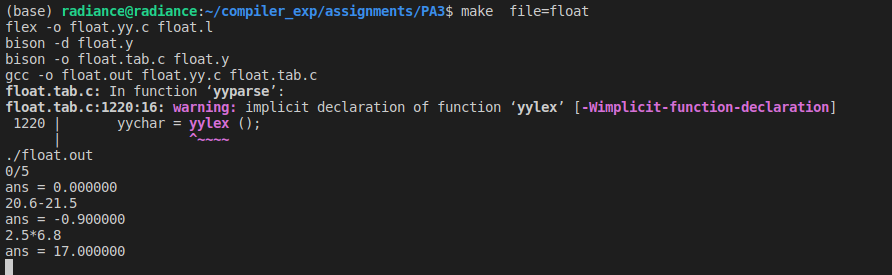 (base) radiance@radiance:~/compiler_exp/assignments/PA3$ make  file=float
flex -o float.yy.c float.l
bison -d float.y
bison -o float.tab.c float.y
gcc -o float.out float.yy.c float.tab.c
float.tab.c: In function ‘yyparse’:
float.tab.c:1220:16: warning: implicit declaration of function ‘yylex’ [-Wimplicit-function-declaration]
 1220 |       yychar = yylex ();
      |                ^~~~~
./float.out
0/5
ans = 0.000000
20.6-21.5
ans = -0.900000
2.5*6.8
ans = 17.000000